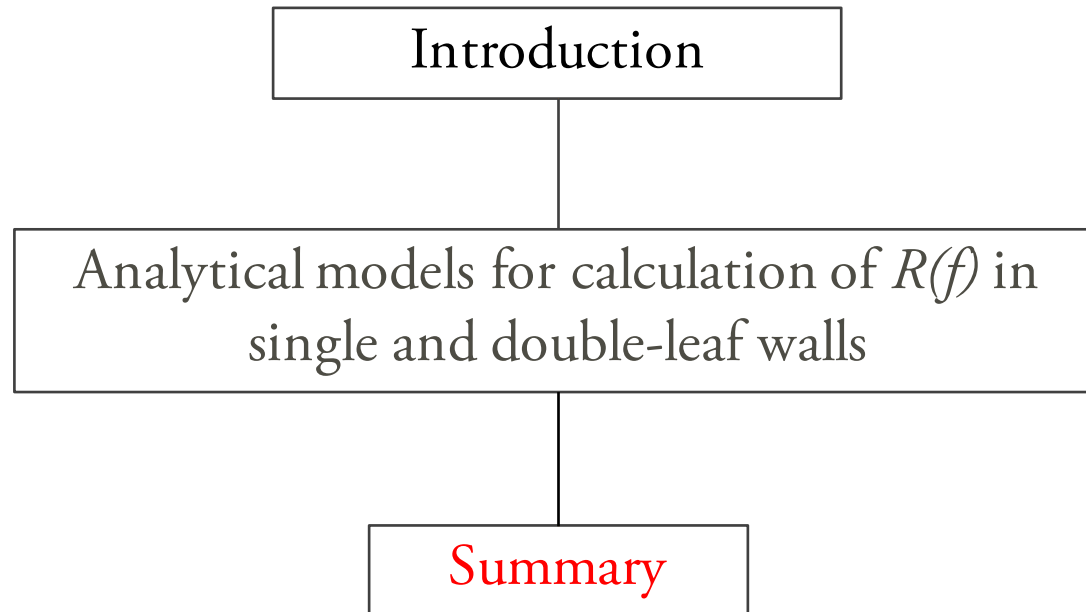 Introduction
Analytical models for calculation of R(f) in
single and double-leaf walls
Summary